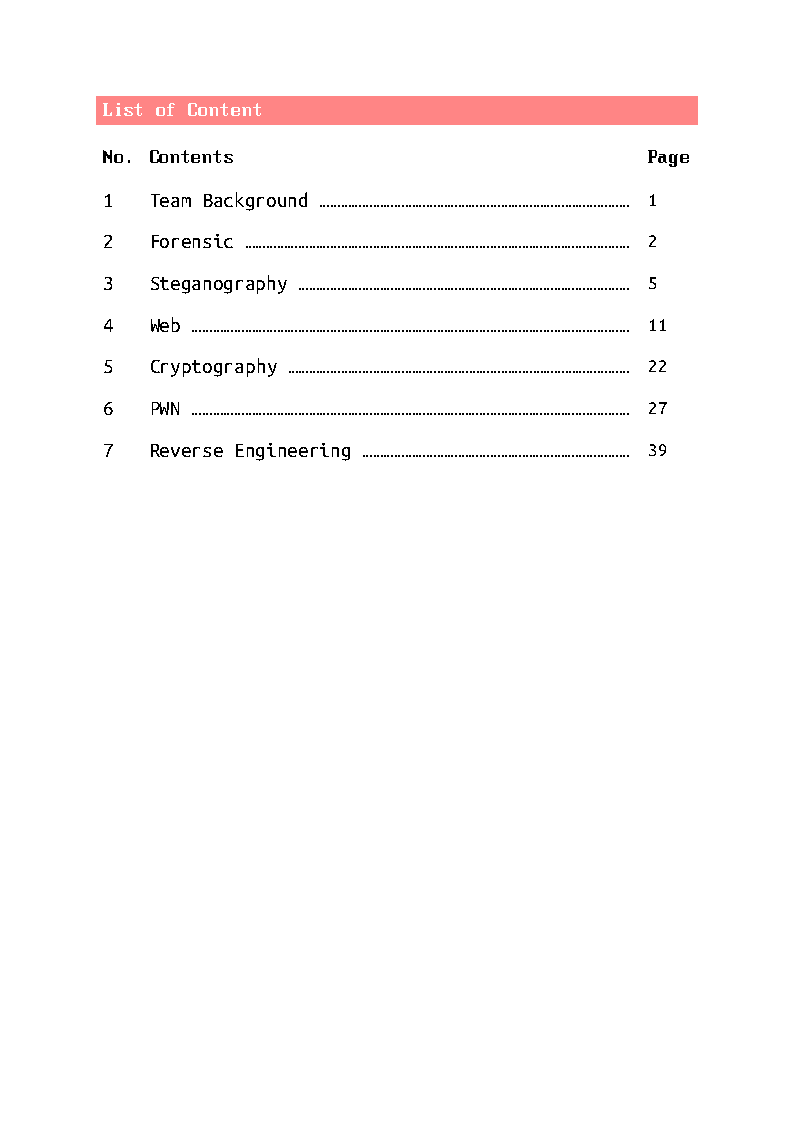 List of Content
No. Contents Page
1 Team Background ........................................ 1
2 Forensic ........................................ 2
3 Steganography ........................................ 5
4 Web ........................................ 11
5 Cryptography ........................................ 22
6 PWN ........................................ 27
7 Reverse Engineering ........................................ 39